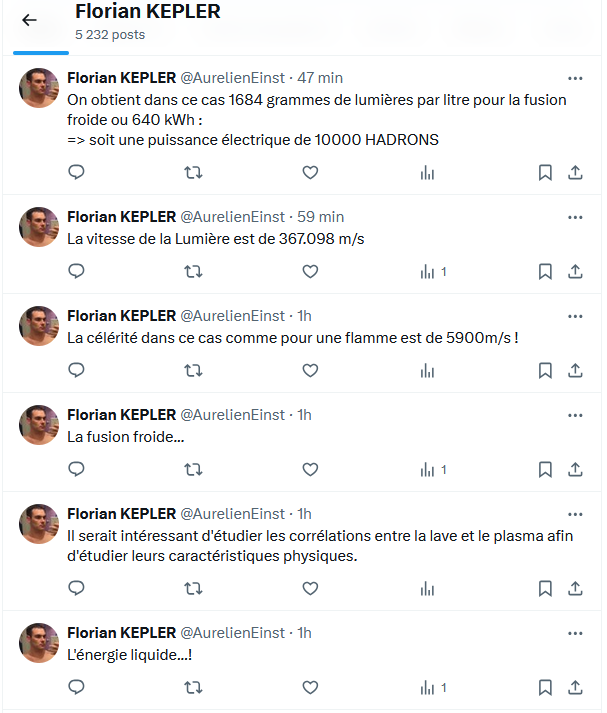 Florian KEPLER
5 232 posts
Florian KEPLER @AurelienEinst · 47 min
On obtient dans ce cas 1684 grammes de lumières par litre pour la fusion
froide ou 640 kWh :
=> soit une puissance électrique de 10000 HADRONS
Florian KEPLER @AurelienEinst · 59 min
La vitesse de la Lumière est de 367.098 m/s
1
Florian KEPLER @AurelienEinst · 1h
La célérité dans ce cas comme pour une flamme est de 5900m/s !
Florian KEPLER @AurelienEinst · 1h
La fusion froide...
1
Florian KEPLER @AurelienEinst · 1h
Il serait intéressant d'étudier les corrélations entre la lave et le plasma afin
d'étudier leurs caractéristiques physiques.
Florian KEPLER @AurelienEinst · 1h
L'énergie liquide...!
1